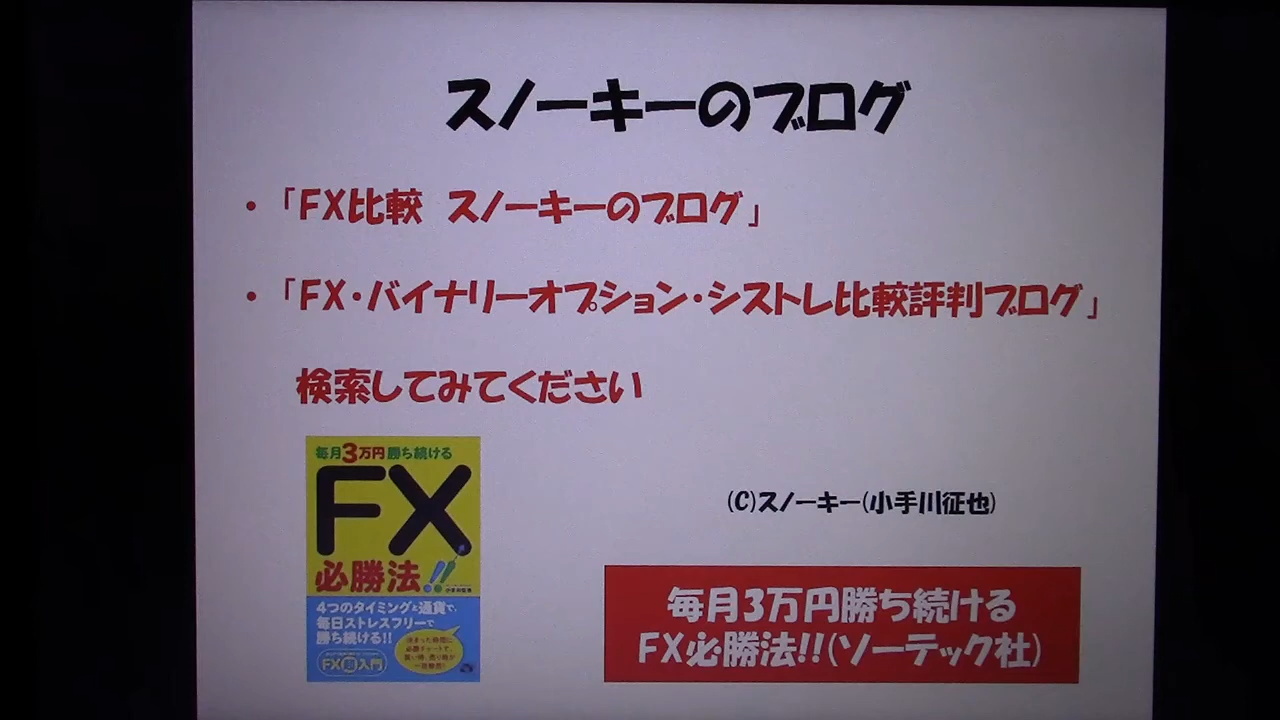 スノーキーのブログ
・「FX比較 スノーキーのブログ」
・「FX・バイナリーオプション・シストレ比較評判ブログ」
検索してみてください
毎月3万円勝ち続ける
FX
必勝法!!
4つのタイミングと通貨で、
毎日ストレスフリーで
勝ち続ける!!
FX超入門
(C)スノーキー(小手川征也)
毎月3万円勝ち続ける
FX必勝法!!(ソーテック社)